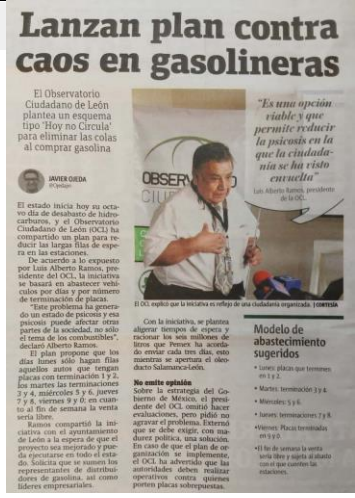 Lanzan plan contra
caos en gasolineras
El Observatorio
Ciudadano de León
plantea un esquema
tipo 'Hoy no Circula'
para eliminar las colas
al comprar gasolina
JAVIER OJEDA
El estado inicia hoy su octavo
vo día de desabasto de hidro-
carburos, y el Observatorio
Ciudadano de León (OCL) ha
compartido un plan para re-
ducir las largas filas de espe-
ra en las estaciones.
De acuerdo a lo expuesto
por Luis Alberto Ramos, pre-
sidente del OCL, la iniciativa
se basará en abastecer vehí-
culos por días y por número
de terminación de placas.
"Este problema ha genera-
do un estado de psicosis y esa
psicosis puede afectar otras
partes de la sociedad, no sólo
el tema de los combustibles",
declaró Alberto Ramos.
El plan propone que los
días lunes sólo hagan filas
aquellos autos que tengan
placas con terminación 1 y 2,
los martes las terminaciones
3 y 4, miércoles 5 y 6, jueves
7 y 8, viernes 9 y 0; en cuan-
to al fin de semana la venta
sería libre.
Ramos compartió la ini-
ciativa con el ayuntamiento
de León a la espera de que el
proyecto sea mejorado y pue-
da ejecutarse en todo el esta-
do. Solicita que se sumen los
representantes de distribui-
dores de gasolina, así como
líderes empresariales.
OBSERV
CIUD
"Es una opción
viable y que
permite reducir
la psicosis en la
que la ciudada-
nía se ha visto
envuelta"
Luis Alberto Ramos, presidente
de la OCL.
El OCL explicó que la iniciativa es reflejo de una ciudadanía organizada. | CORTESÍA
Con la iniciativa, se plantea
aligerar tiempos de espera y
racionar los seis millones de
litros que Pemex ha acorda-
do enviar cada tres días, esto
mientras se apertura el oleo-
ducto Salamanca-León.
No emite opinión
Sobre la estrategia del Go-
bierno de México, el presi-
dente del OCL omitió hacer
evaluaciones, pero pidió no
agravar el problema. Externó
que se debe exigir, con ma-
durez política, una solución.
En caso de que el plan de or-
ganización se implemente,
el OCL ha advertido que las
autoridades deben realizar
operativos contra quienes
porten placas sobrepuestas.
Modelo de
abastecimiento
sugeridos
• Lunes: placas que terminen
en 1 y 2.
• Martes: terminación 3 y 4.
• Miércoles: 5 y 6.
• Jueves: terminaciones 7 y 8.
•Viernes: Placas terminadas
en 9 y 0.
•El fin de semana la venta
sería libre y sujeta al abasto
con el que cuenten las
estaciones.